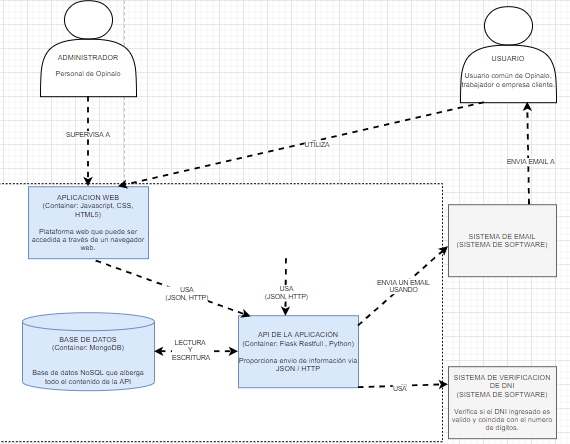 ADMINISTRADOR
Personal de Opinalo
USUARIO
Usuario común de Opinalo,
trabajador o empresa cliente.
SUPERVISA A
UTILIZA
ENVIA EMAIL A
APLICACION WEB
(Container: Javascript, CSS,
HTML5)
Plataforma web que puede ser
accedida a través de un navegador
web.
SISTEMA DE EMAIL
(SISTEMA DE SOFTWARE)
USA
(JSON, HTTP)
USA
(JSON, HTTP)
ENVIA UN EMAIL
USANDO
BASE DE DATOS
(Container: MongoDB)
Base de datos NoSQL que alberga
todo el contenido de la API
LECTURA
Y
ESCRITURA
API DE LA APLICACIÓN
(Container: Flask Restfull , Python)
Proporciona envio de información via
JSON / HTTP
USA
SISTEMA DE VERIFICACION
DE DNI
(SISTEMA DE SOFTWARE)
Verifica si el DNI ingresado es
valido y coincide con el numero
de digitos.